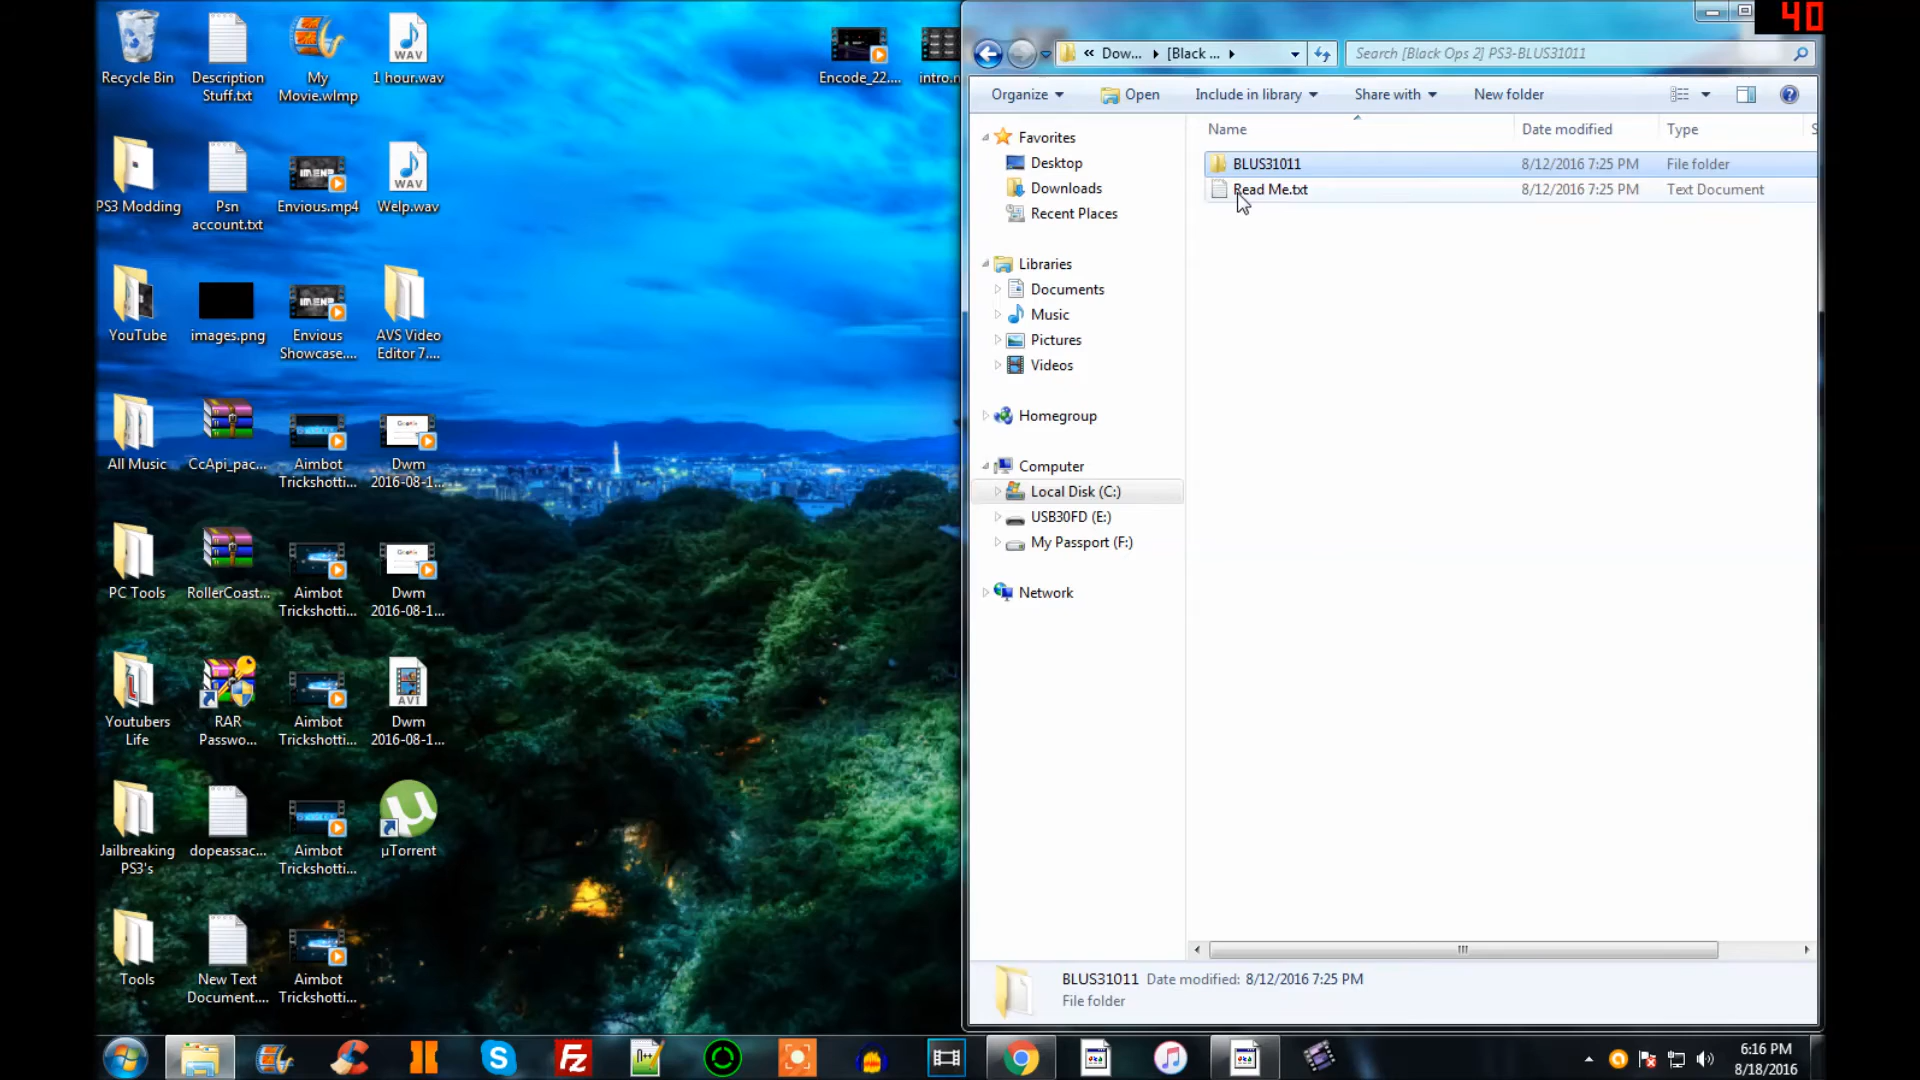 40
Recycle Bin
Description
Stuff.txt
My
Movie.wlmp
1 hour.wav
WAV
Encode_22....
intro.n
PS3 Modding
Psn
account.txt
Envious.mp4
Welp.wav
WAV
YouTube
images.png
Envious
Showcase....
AVS Video
Editor 7....
All Music
CcApi_pac...
Aimbot
Trickshotti...
Dwm
2016-08-1...
PC Tools
RollerCoast...
Aimbot
Trickshotti...
Dwm
2016-08-1...
Youtubers
Life
RAR
Passwo...
Aimbot
Trickshotti...
AVI
Dwm
2016-08-1...
Jailbreaking
PS3's
dopeassac...
Aimbot
Trickshotti...
µTorrent
Tools
New Text
Document....
Aimbot
Trickshotti...
« Dow... [Black ...
Search [Black Ops 2] PS3-BLUS31011
Organize Open Include in library Share with New folder
Name Date modified Type S
BLUS31011 8/12/2016 7:25 PM File folder
Read Me.txt 8/12/2016 7:25 PM Text Document
Favorites
Desktop
Downloads
Recent Places
Libraries
Documents
Music
Pictures
Videos
Homegroup
Computer
Local Disk (C:)
USB30FD (E:)
My Passport (F:)
Network
BLUS31011 Date modified: 8/12/2016 7:25 PM
File folder
6:16 PM
8/18/2016